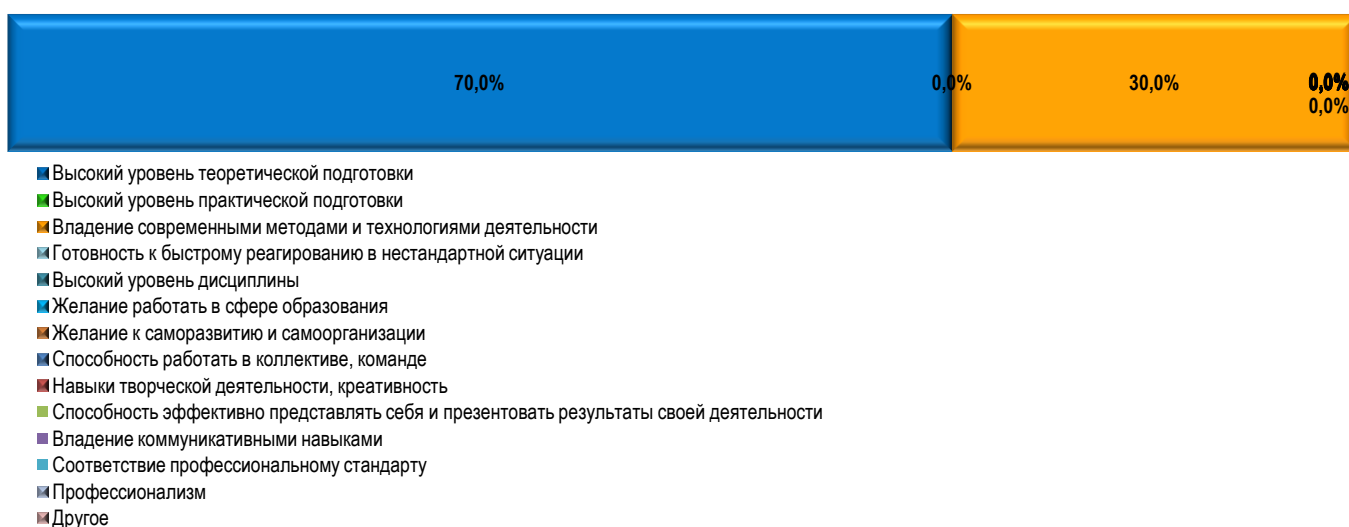 70,0%
0,0%
30,0%
0,0%
0,0%
Высокий уровень теоретической подготовки
Высокий уровень практической подготовки
Владение современными методами и технологиями деятельности
Готовность к быстрому реагированию в нестандартной ситуации
Высокий уровень дисциплины
Желание работать в сфере образования
Желание к саморазвитию и самоорганизации
Способность работать в коллективе, команде
Навыки творческой деятельности, креативность
Способность эффективно представлять себя и презентовать результаты своей деятельности
Владение коммуникативными навыками
Соответствие профессиональному стандарту
Профессионализм
Другое